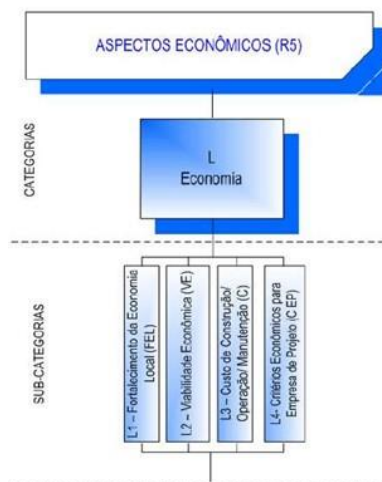 ASPECTOS ECONÔMICOS (R5)
CATEGORIAS
L
Economia
SUB-CATEGORIAS
L1 – Fortalecimento da Economia
Local (FEL)
L2 – Viabilidade Econômica (VE)
L3 – Custo de Construção/
Operação/ Manutenção (C)
L4- Critérios Econômicos para
Empresa de Projeto (C EP)